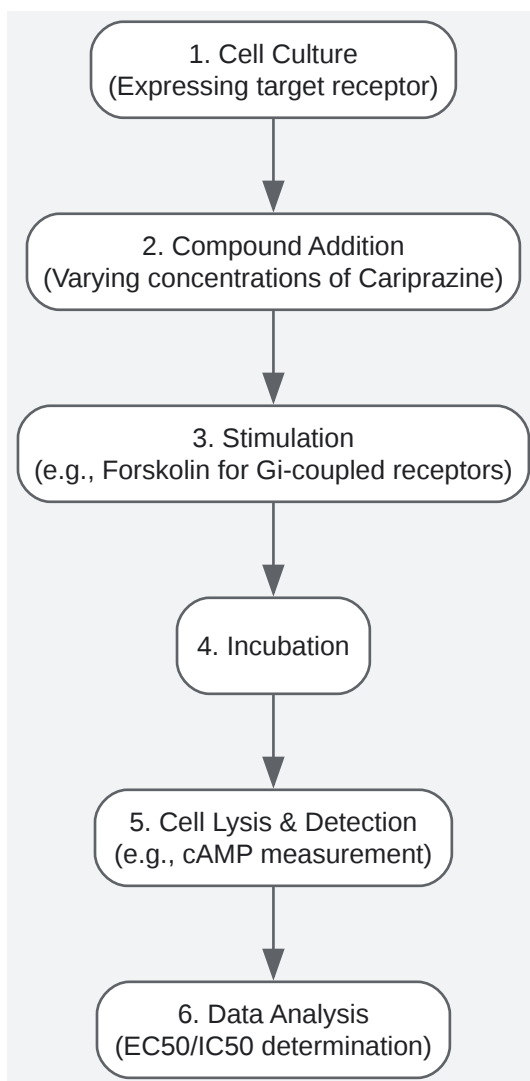 1. Cell Culture
(Expressing target receptor)
2. Compound Addition
(Varying concentrations of Cariprazine)
3. Stimulation
(e.g., Forskolin for Gi-coupled receptors)
4. Incubation
5. Cell Lysis & Detection
(e.g., cAMP measurement)
6. Data Analysis
(EC50/IC50 determination)